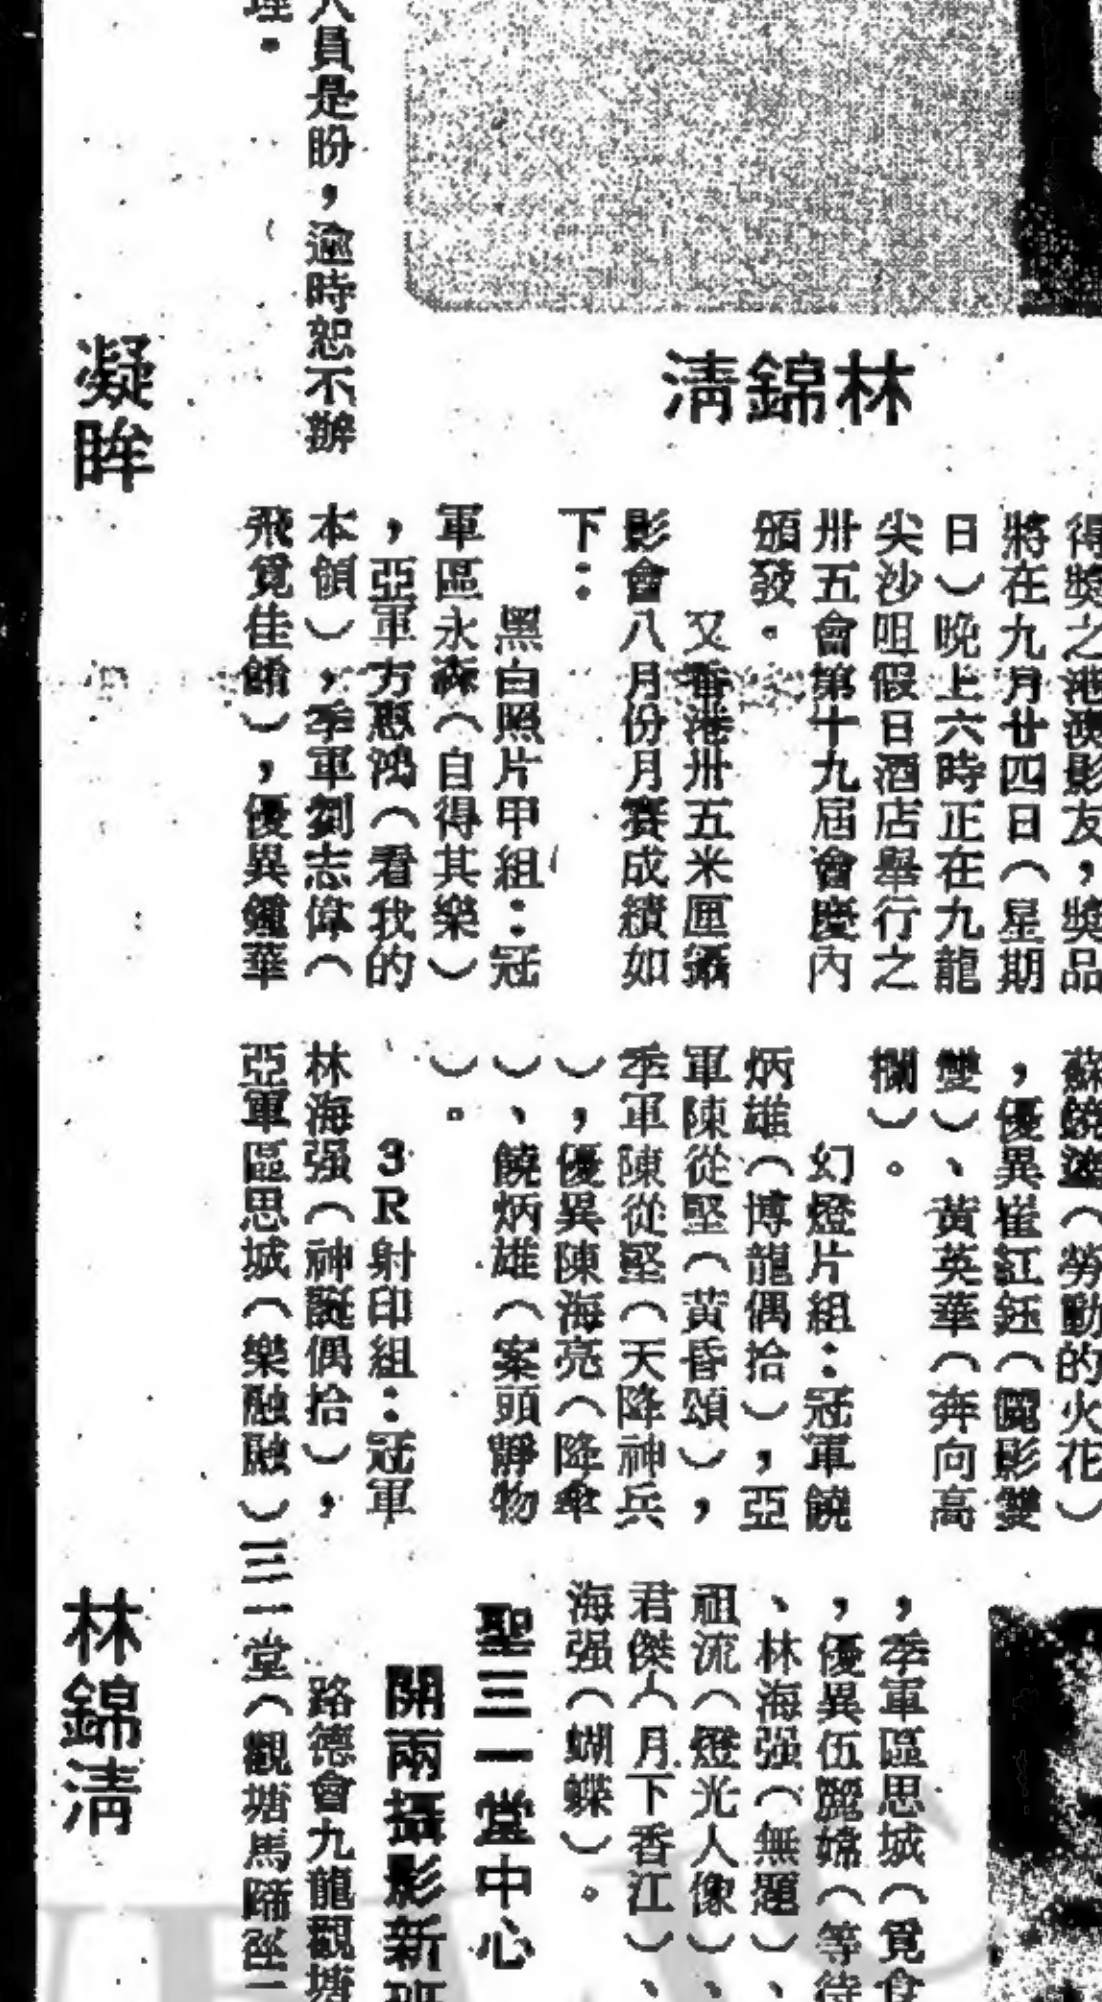 人員是盼，逾時恕不辦
理。
林錦清
凝眸
得獎之港澳影友，獎品
將在九月廿四日（星期
日）晚上六時正在九龍
尖沙咀假日酒店舉行之
卅五會第十九屆會慶內
頒發。
又香港卅五米厘攝
影會八月份月賽成績如
下：
黑白照片甲組：冠
軍區永森（自得其樂）
，亞軍方惠鴻（看我的
本領），季軍劉志偉（
飛覓佳餚），優異鍾華
（勞動的火花）
，優異崔紅鈺（影雙
雙）、黃英華（奔向高
欄）。
幻燈片組：冠軍饒
炳雄（博龍偶拾），亞
軍陳從堅（黃昏頌），
季軍陳從堅（天降神兵
），優異陳海亮（降傘
）、饒炳雄（案頭靜物
）。
3R射印組：冠軍
林海强（神誕偶拾），
亞軍區思城（樂融融）
，季軍區思城（覓食
，優異伍麗嫦（等待
、林海强（無題）、
祖流（燈光人像）、
君傑（月下香江）、
海强（蝴蝶）。
聖三一堂中心
開兩攝影新班
路德會九龍觀塘
三一堂（觀塘馬蹄徑一
林錦清